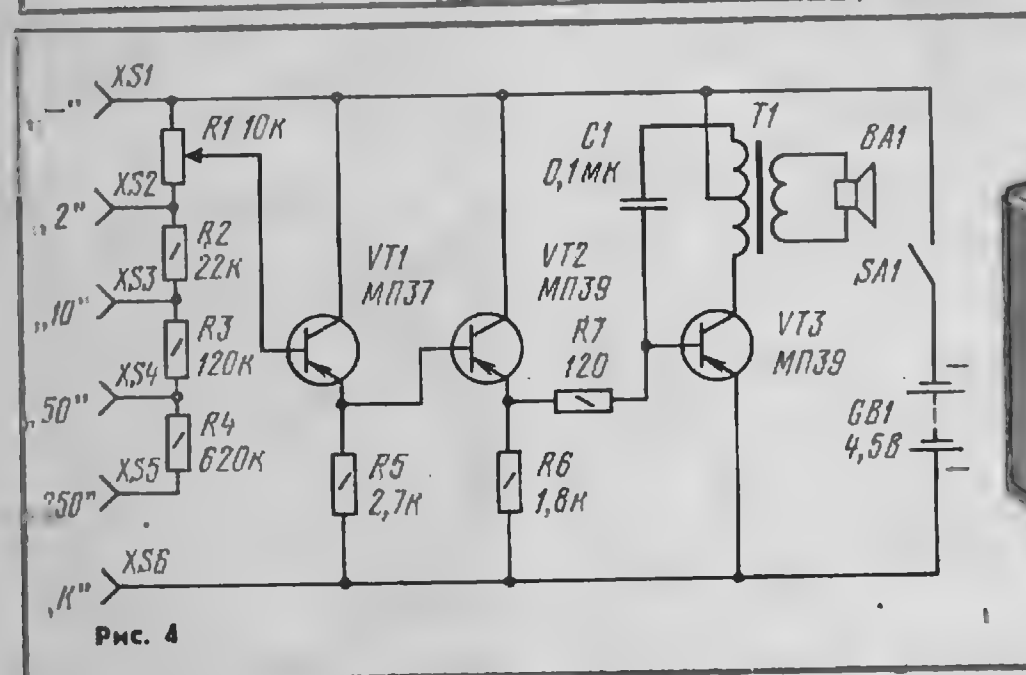 „—"
XS1
R1 10к
XS2
„2"
R2
22к
XS3
„10"
R3
120к
XS4
„50"
R4
620к
XS5
XS6
„К"
VT1
МП37
R5
2,7к
VT2
МП39
R6
1,8к
R7
120
C1
0,1мк
T1
BA1
VT3
МП39
SA1
GB1
4,5В
—
—
Рис. 4